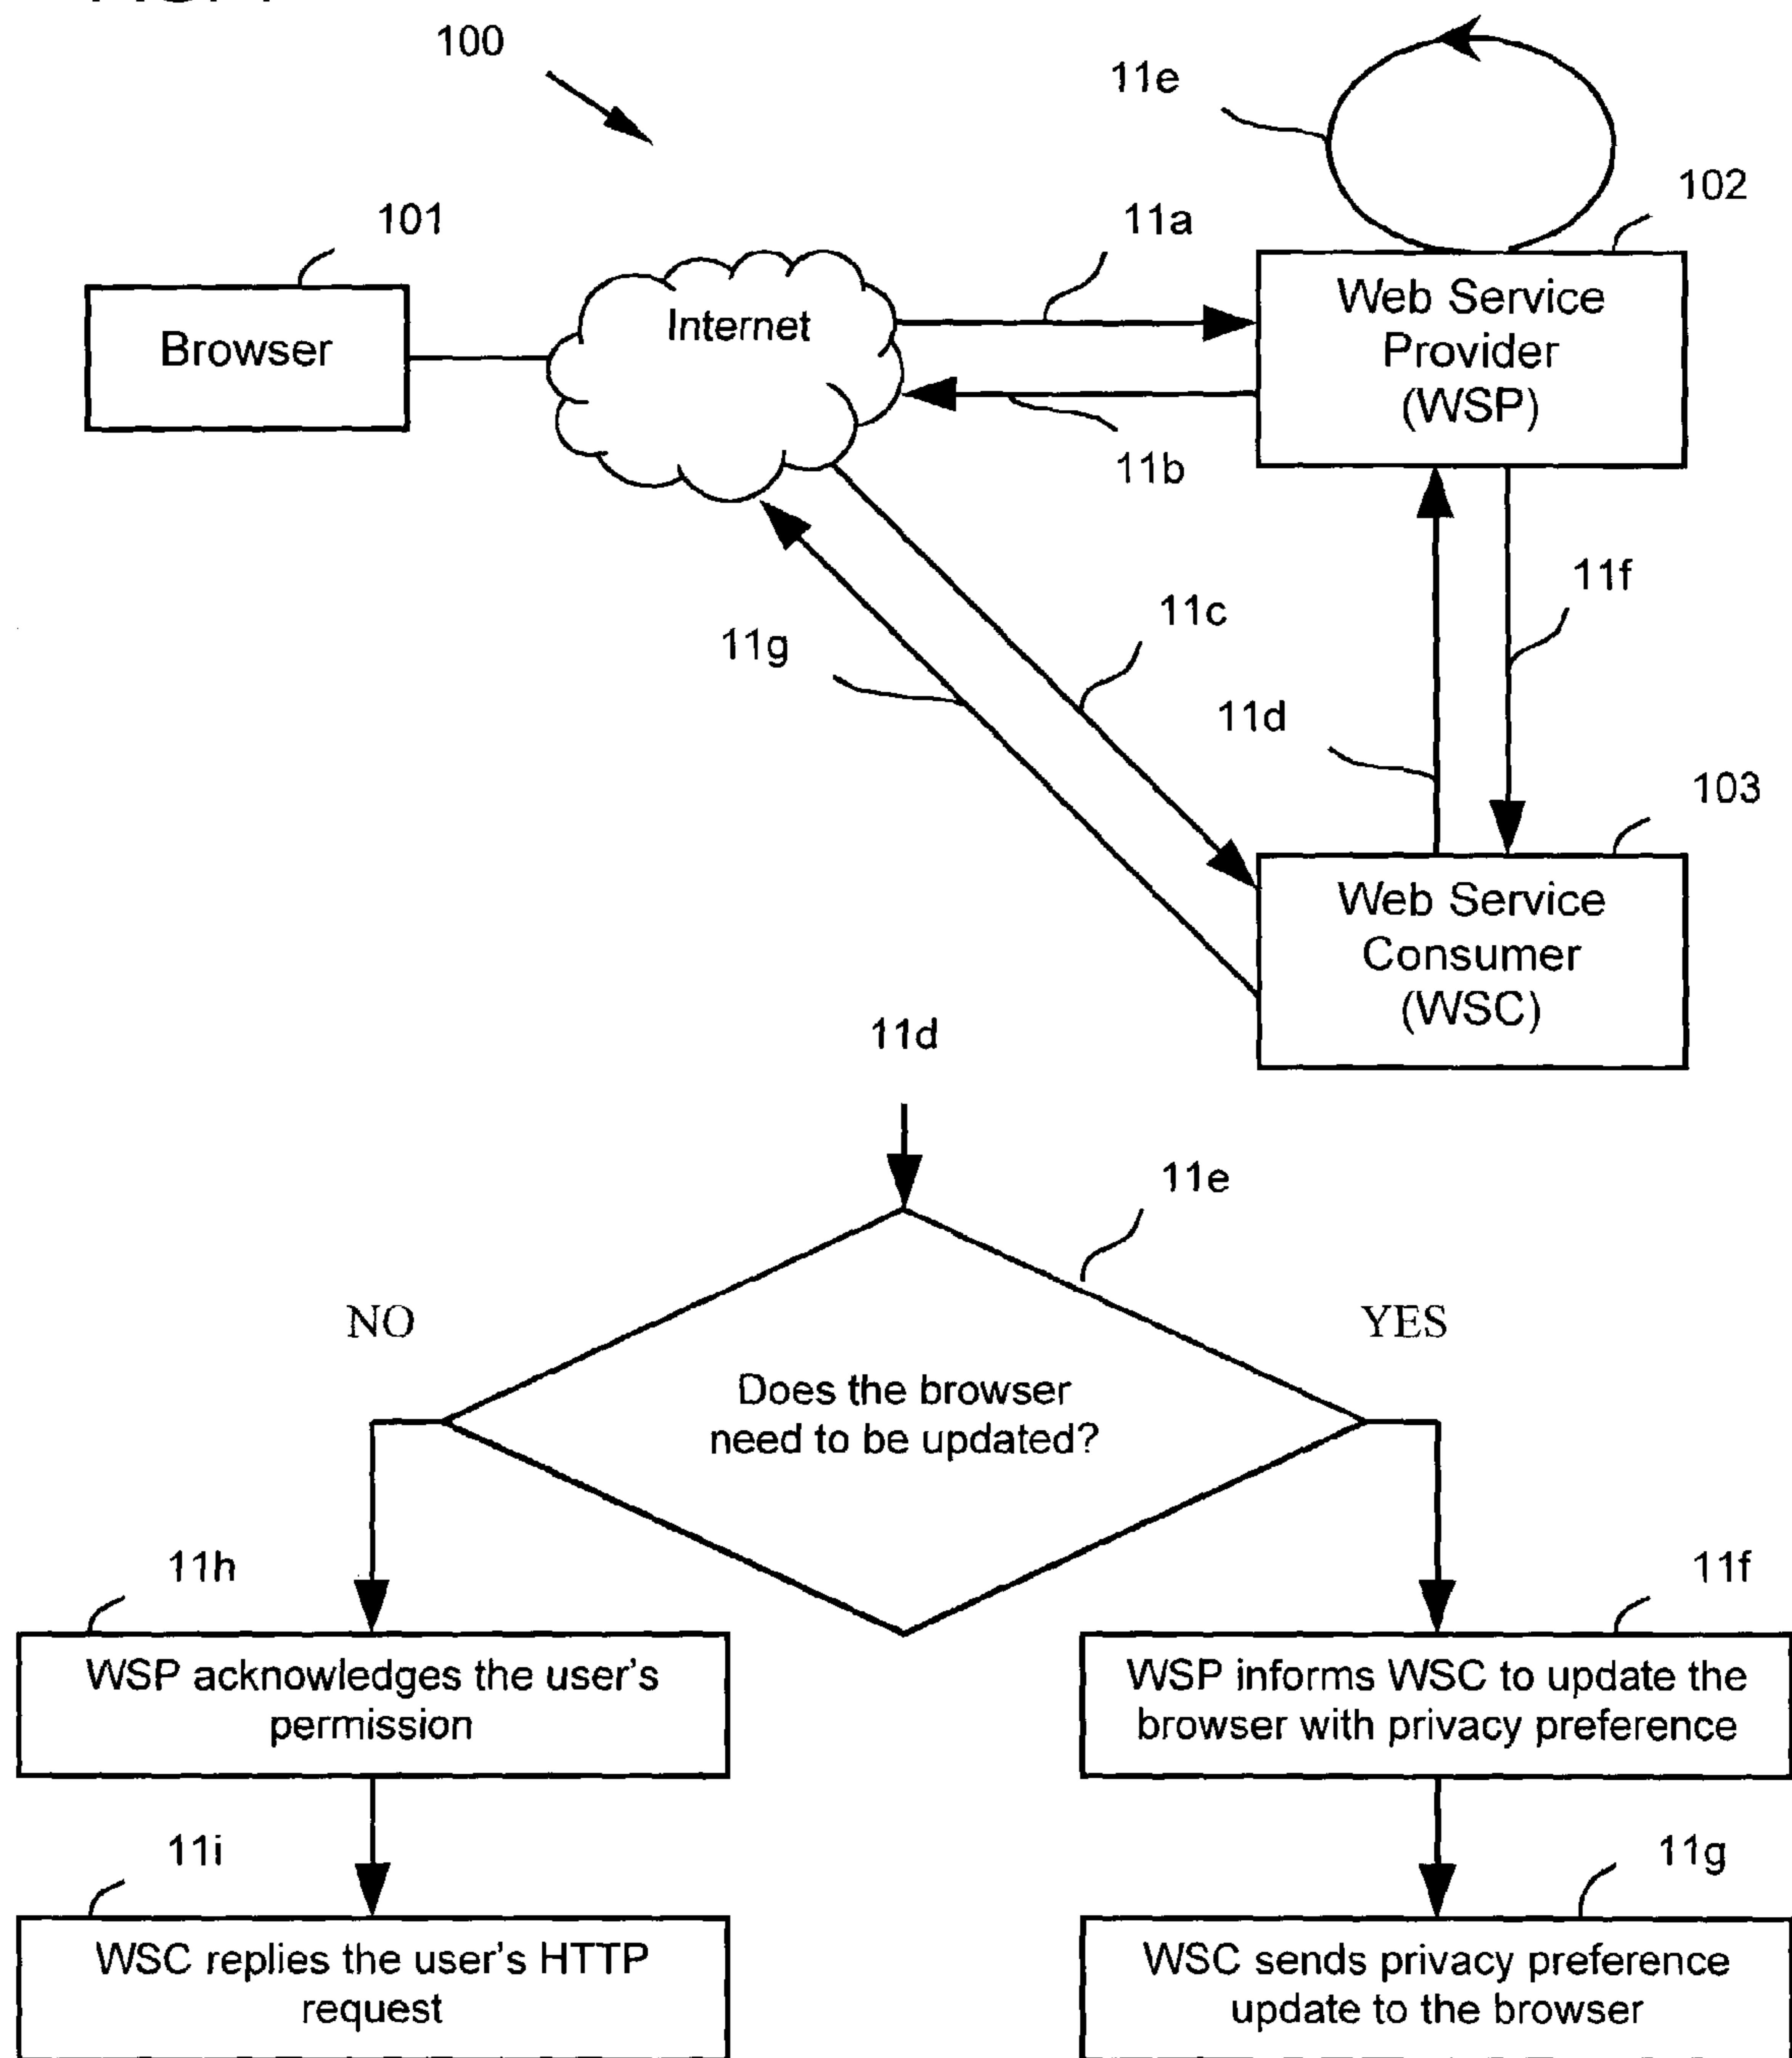 100
11e
102
101
11a
Browser
Internet
Web Service
Provider
(WSP)
11b
11f
11c
11g
11d
103
Web Service
Consumer
(WSC)
11d
11e
NO
YES
Does the browser
need to be updated?
11h
11f
WSP acknowledges the user's
permission
WSP informs WSC to update the
browser with privacy preference
11i
11g
WSC replies the user's HTTP
request
WSC sends privacy preference
update to the browser